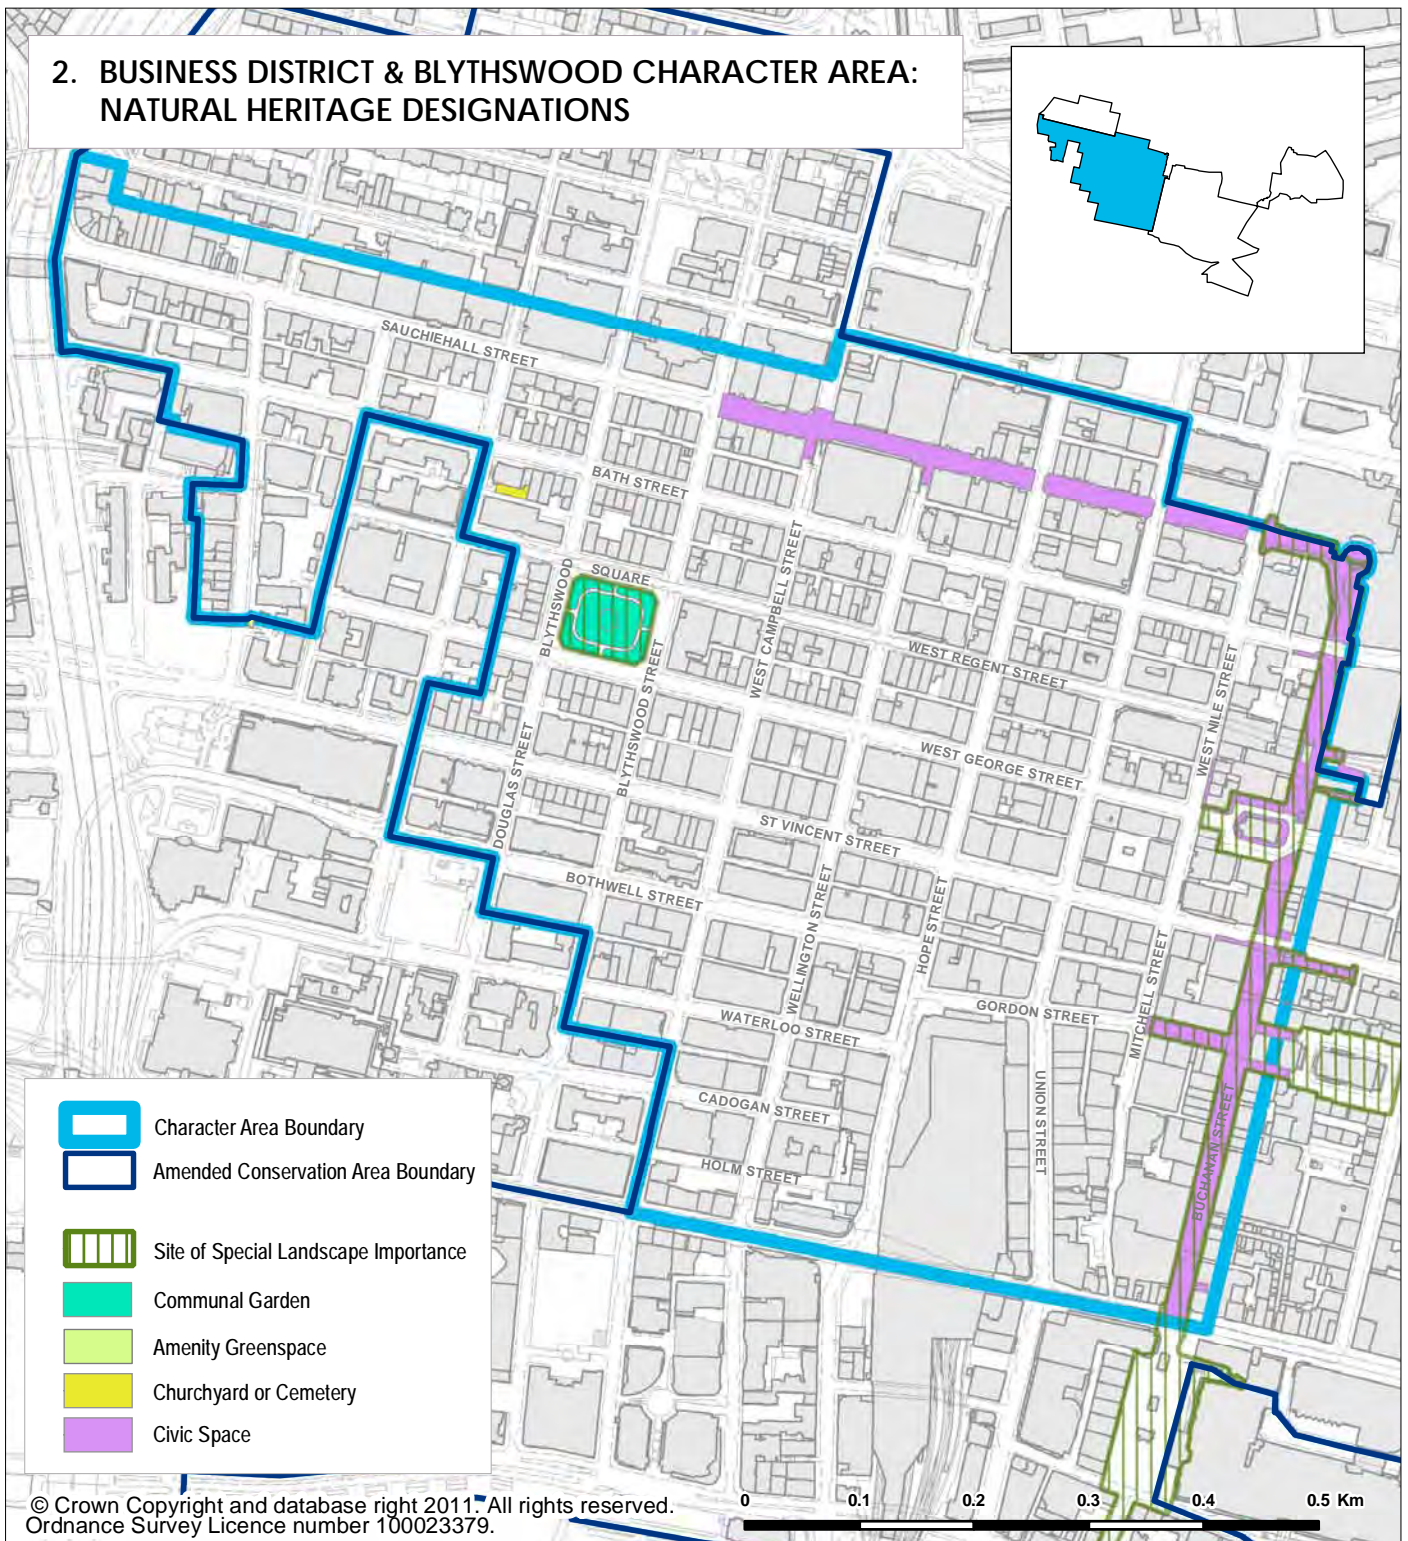 2. BUSINESS DISTRICT & BLYTHSWOOD CHARACTER AREA:
NATURAL HERITAGE DESIGNATIONS
SAUCHIEHALL STREET
BATH STREET
BLYTHSWOOD
SQUARE
WEST CAMPBELL STREET
WEST REGENT STREET
WEST NILE STREET
BLYTHSWOOD STREET
DOUGLAS STREET
WEST GEORGE STREET
ST VINCENT STREET
BOTHWELL STREET
WELLINGTON STREET
HOPE STREET
MITCHELL STREET
GORDON STREET
WATERLOO STREET
UNION STREET
CADOGAN STREET
BUCHANAN STREET
HOLM STREET
Character Area Boundary
Amended Conservation Area Boundary
Site of Special Landscape Importance
Communal Garden
Amenity Greenspace
Churchyard or Cemetery
Civic Space
© Crown Copyright and database right 2011. All rights reserved.
Ordnance Survey Licence number 100023379.
0 0.1 0.2 0.3 0.4 0.5 Km